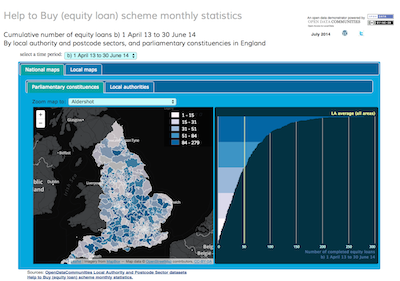 Help to Buy (equity loan) scheme monthly statistics
An open data demonstrator powered by
OPEN DATA COMMUNITIES
July 2014
Cumulative number of equity loans b) 1 April 13 to 30 June 14
By local authority and postcode sectors, and parliamentary constituencies in England
select a time period: b) 1 April 13 to 30 June 14
National maps Local maps
Parliamentary constituencies Local authorities
Zoom map to: Aldershot
+
-
1 - 15
15 - 31
31 - 51
51 - 84
84 - 279
Glasgow
Dublin
Liverpool
LA average (all areas)
0 50 100 150 200 250 300
Number of completed equity loans
b) 1 April 13 to 30 June 14
Sources: OpenDataCommunities Local Authority and Postcode Sector datasets
Help to Buy (equity loan) scheme monthly statistics.